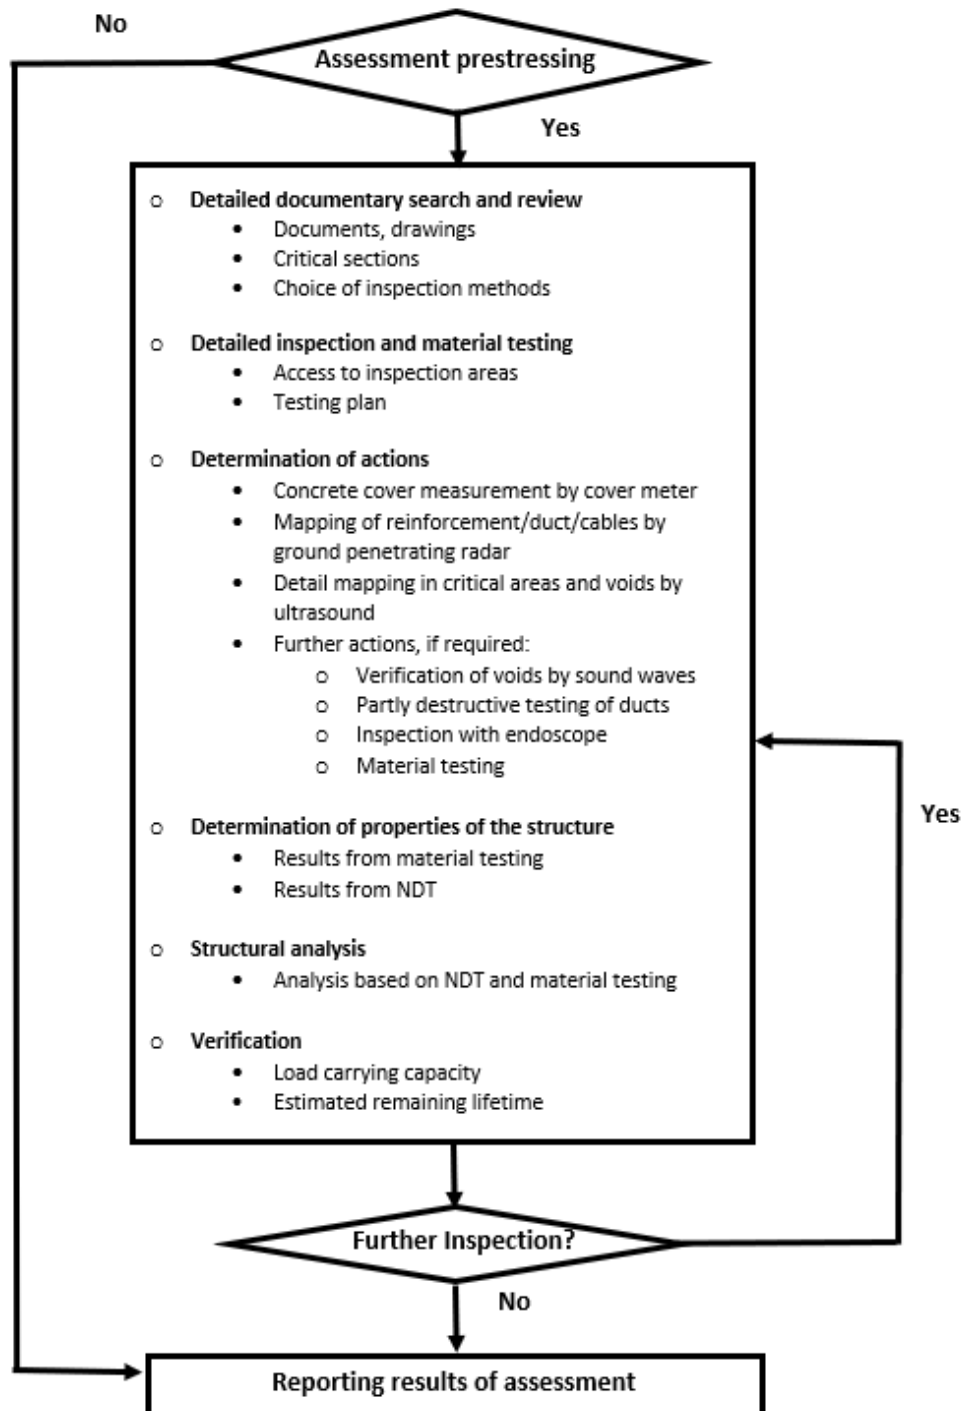 No
Assessment prestressing
Yes
○ Detailed documentary search and review
• Documents, drawings
• Critical sections
• Choice of inspection methods
○ Detailed inspection and material testing
• Access to inspection areas
• Testing plan
○ Determination of actions
• Concrete cover measurement by cover meter
• Mapping of reinforcement/duct/cables by
ground penetrating radar
• Detail mapping in critical areas and voids by
ultrasound
• Further actions, if required:
○ Verification of voids by sound waves
○ Partly destructive testing of ducts
○ Inspection with endoscope
○ Material testing
○ Determination of properties of the structure
• Results from material testing
• Results from NDT
○ Structural analysis
• Analysis based on NDT and material testing
○ Verification
• Load carrying capacity
• Estimated remaining lifetime
Yes
Further Inspection?
No
Reporting results of assessment